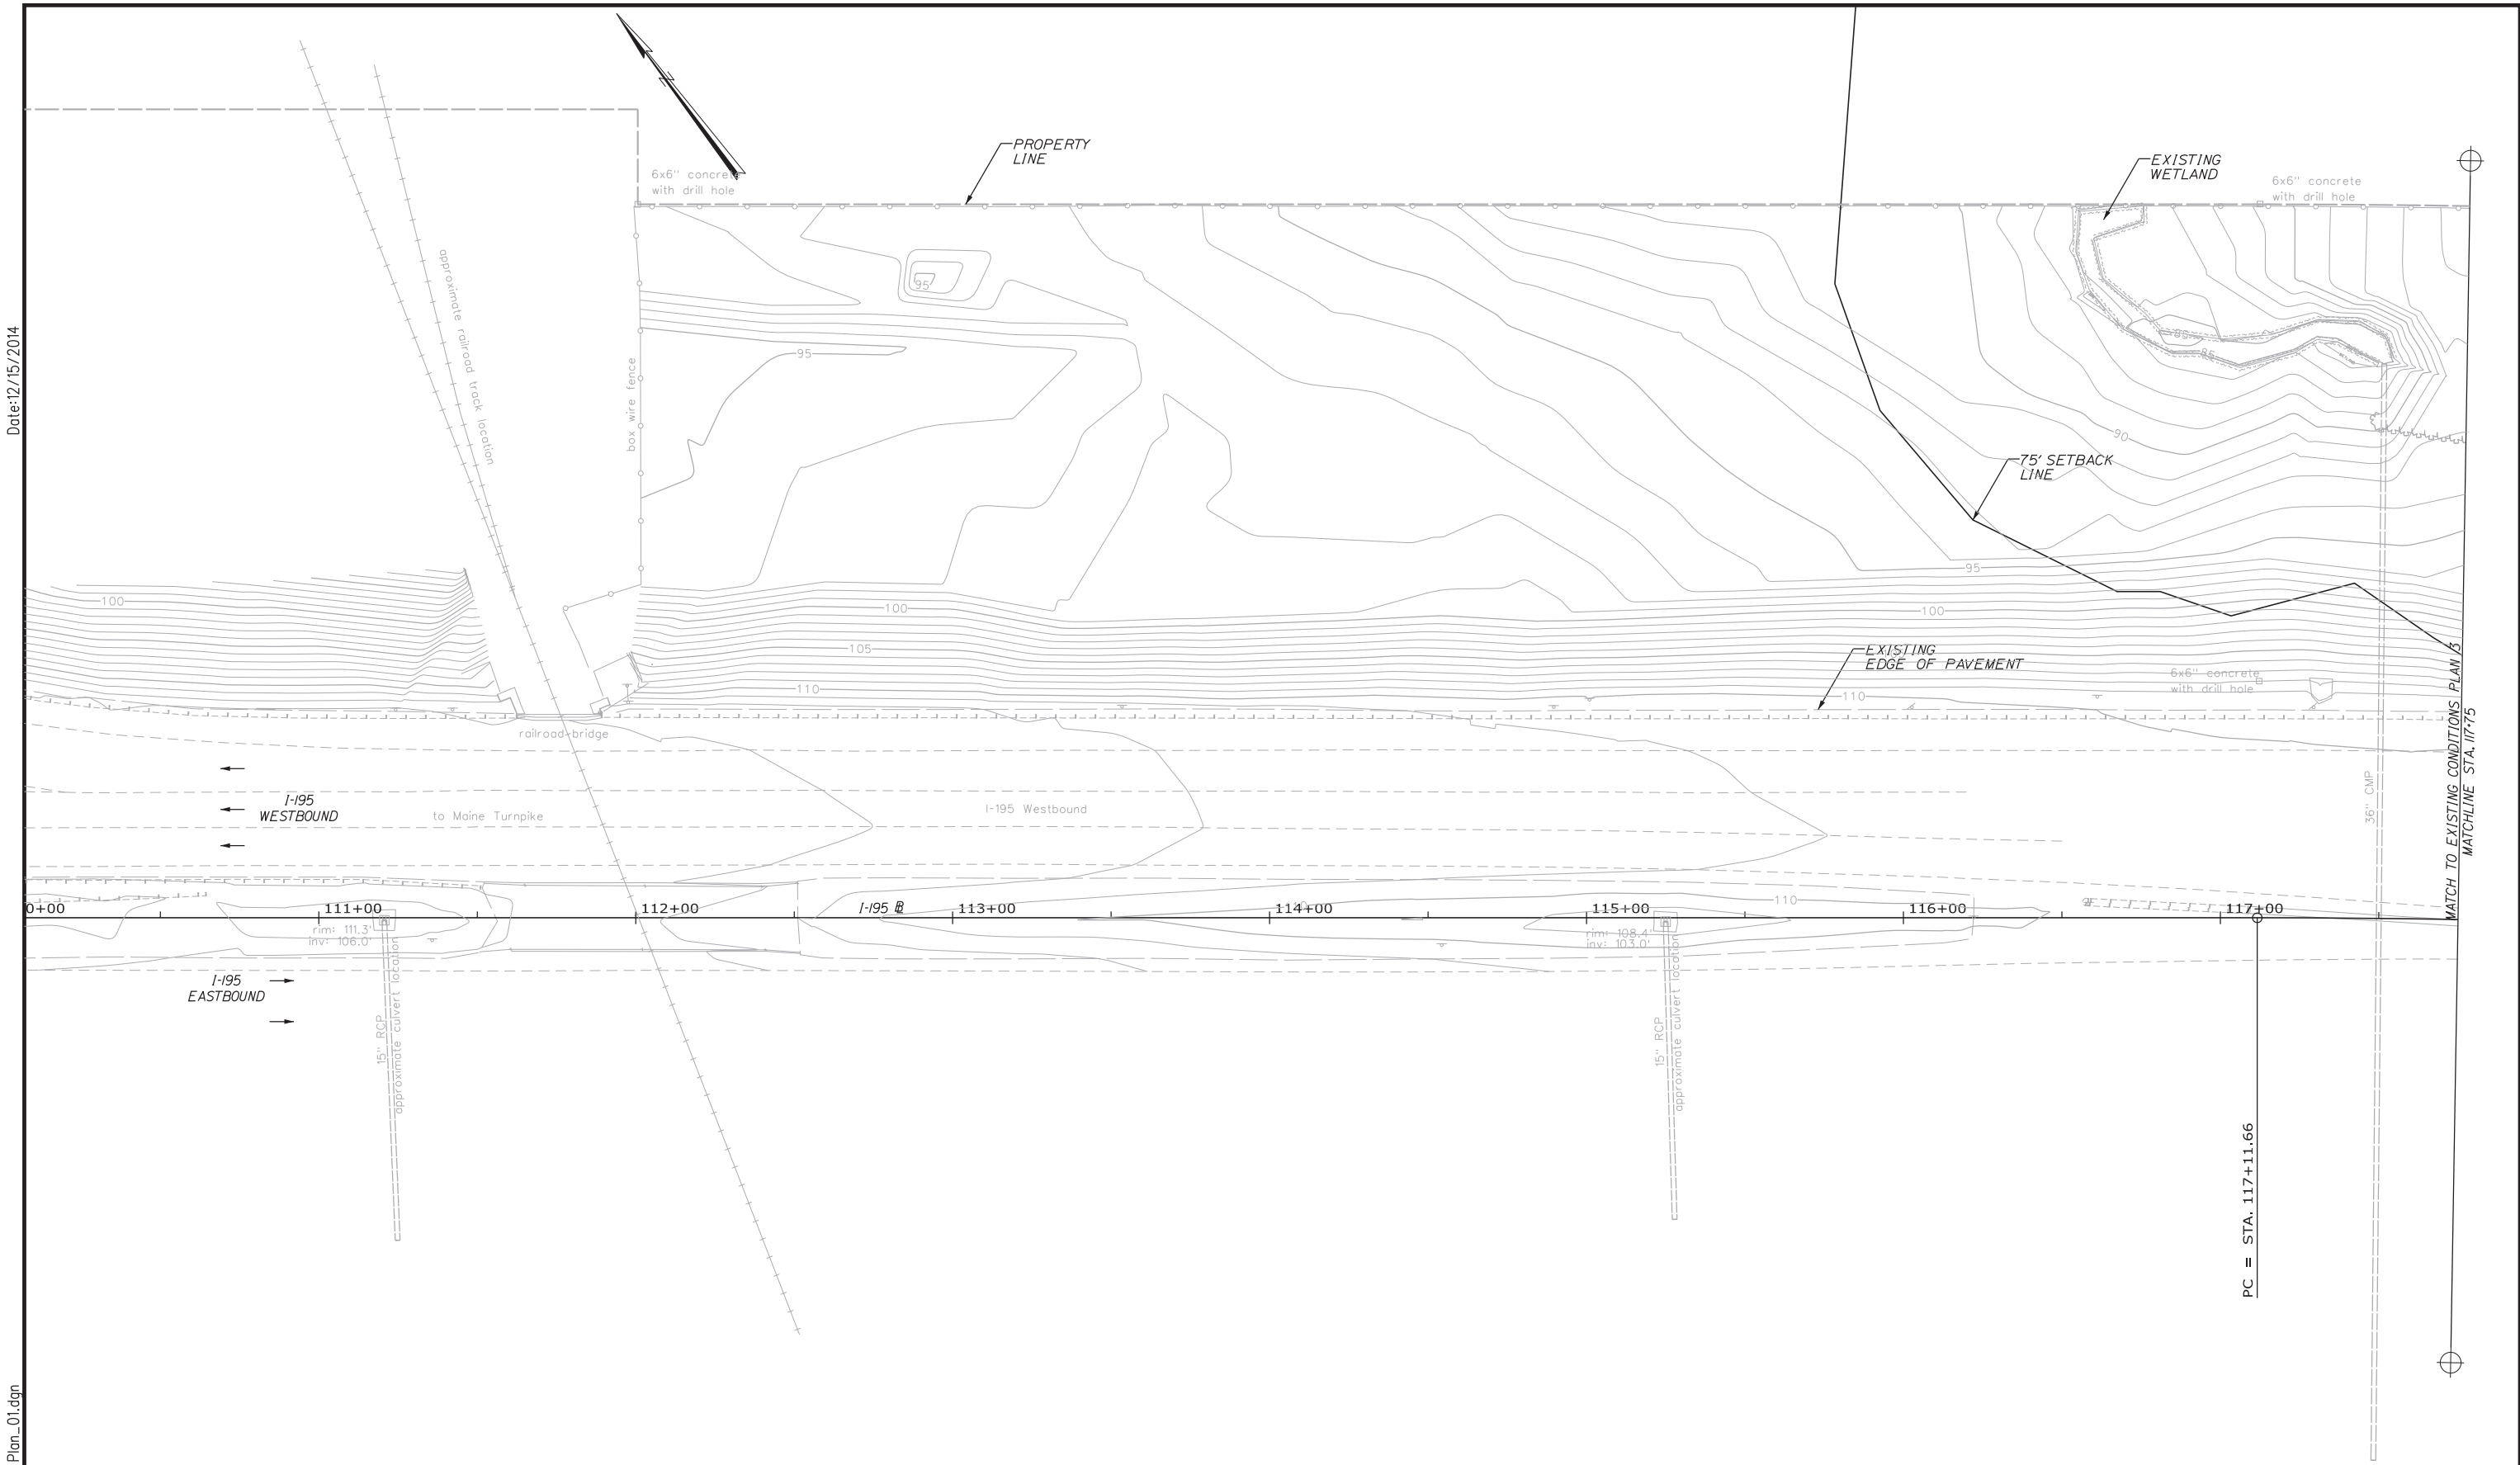 Date:12/15/2014
Plan_01.dgn
PROPERTY
LINE
EXISTING
WETLAND
6x6" concrete
with drill hole
6x6" concrete
with drill hole
approximate railroad track location
box wire fence
95
95
85
85
90
75' SETBACK
LINE
95
100
100
100
105
EXISTING
EDGE OF PAVEMENT
110
110
6x6" concrete
with drill hole
railroad bridge
MATCH TO EXISTING CONDITIONS PLAN 3
MATCHLINE STA. 117+75
I-195
WESTBOUND
to Maine Turnpike
I-195 Westbound
36" CMP
0+00
111+00
112+00
I-195 BL
113+00
114+00
115+00
110
116+00
117+00
rim: 111.3'
inv: 106.0'
rim: 108.4'
inv: 103.0'
I-195
EASTBOUND
15" RCP
approximate culvert location
15" RCP
approximate culvert location
PC = STA. 117+11.66